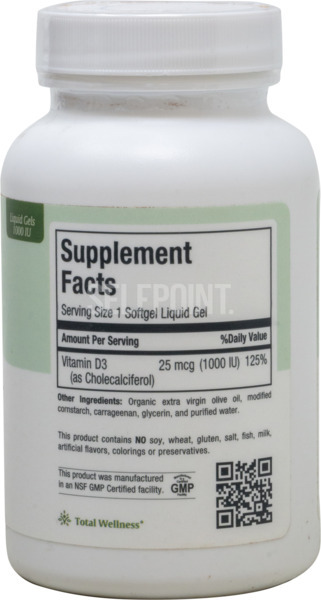 Liquid Gels
1000 IU
Supplement
Facts
SELEPOINT.
Serving Size 1 Softgel Liquid Gel
Amount Per Serving %Daily Value
Vitamin D3 25 mcg (1000 IU) 125%
(as Cholecalciferol)
Other Ingredients: Organic extra virgin olive oil, modified
cornstarch, carrageenan, glycerin, and purified water.
This product contains NO soy, wheat, gluten, salt, fish, milk,
artificial flavors, colorings or preservatives.
This product was manufactured
in an NSF GMP Certified facility.
GMP
Total Wellness*